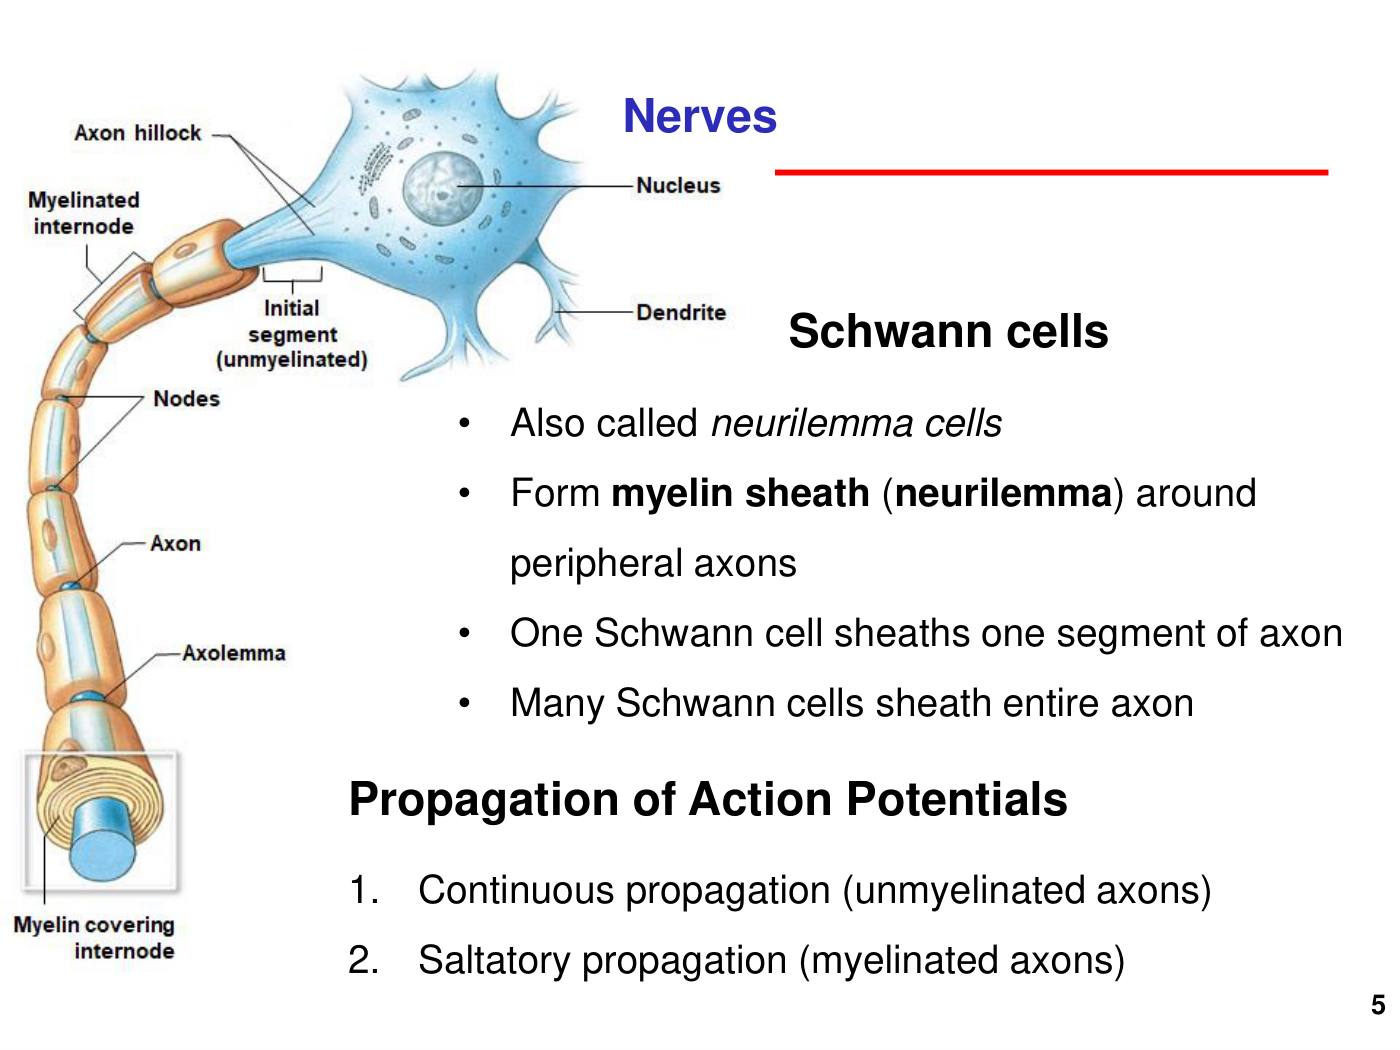 Nerves
Axon hillock
Nucleus
Myelinated
internode
Initial
segment
(unmyelinated)
Dendrite
Nodes
Axon
Axolemma
Myelin covering
internode
Schwann cells
• Also called neurilemma cells
• Form myelin sheath (neurilemma) around
peripheral axons
• One Schwann cell sheaths one segment of axon
• Many Schwann cells sheath entire axon
Propagation of Action Potentials
1. Continuous propagation (unmyelinated axons)
2. Saltatory propagation (myelinated axons)
5